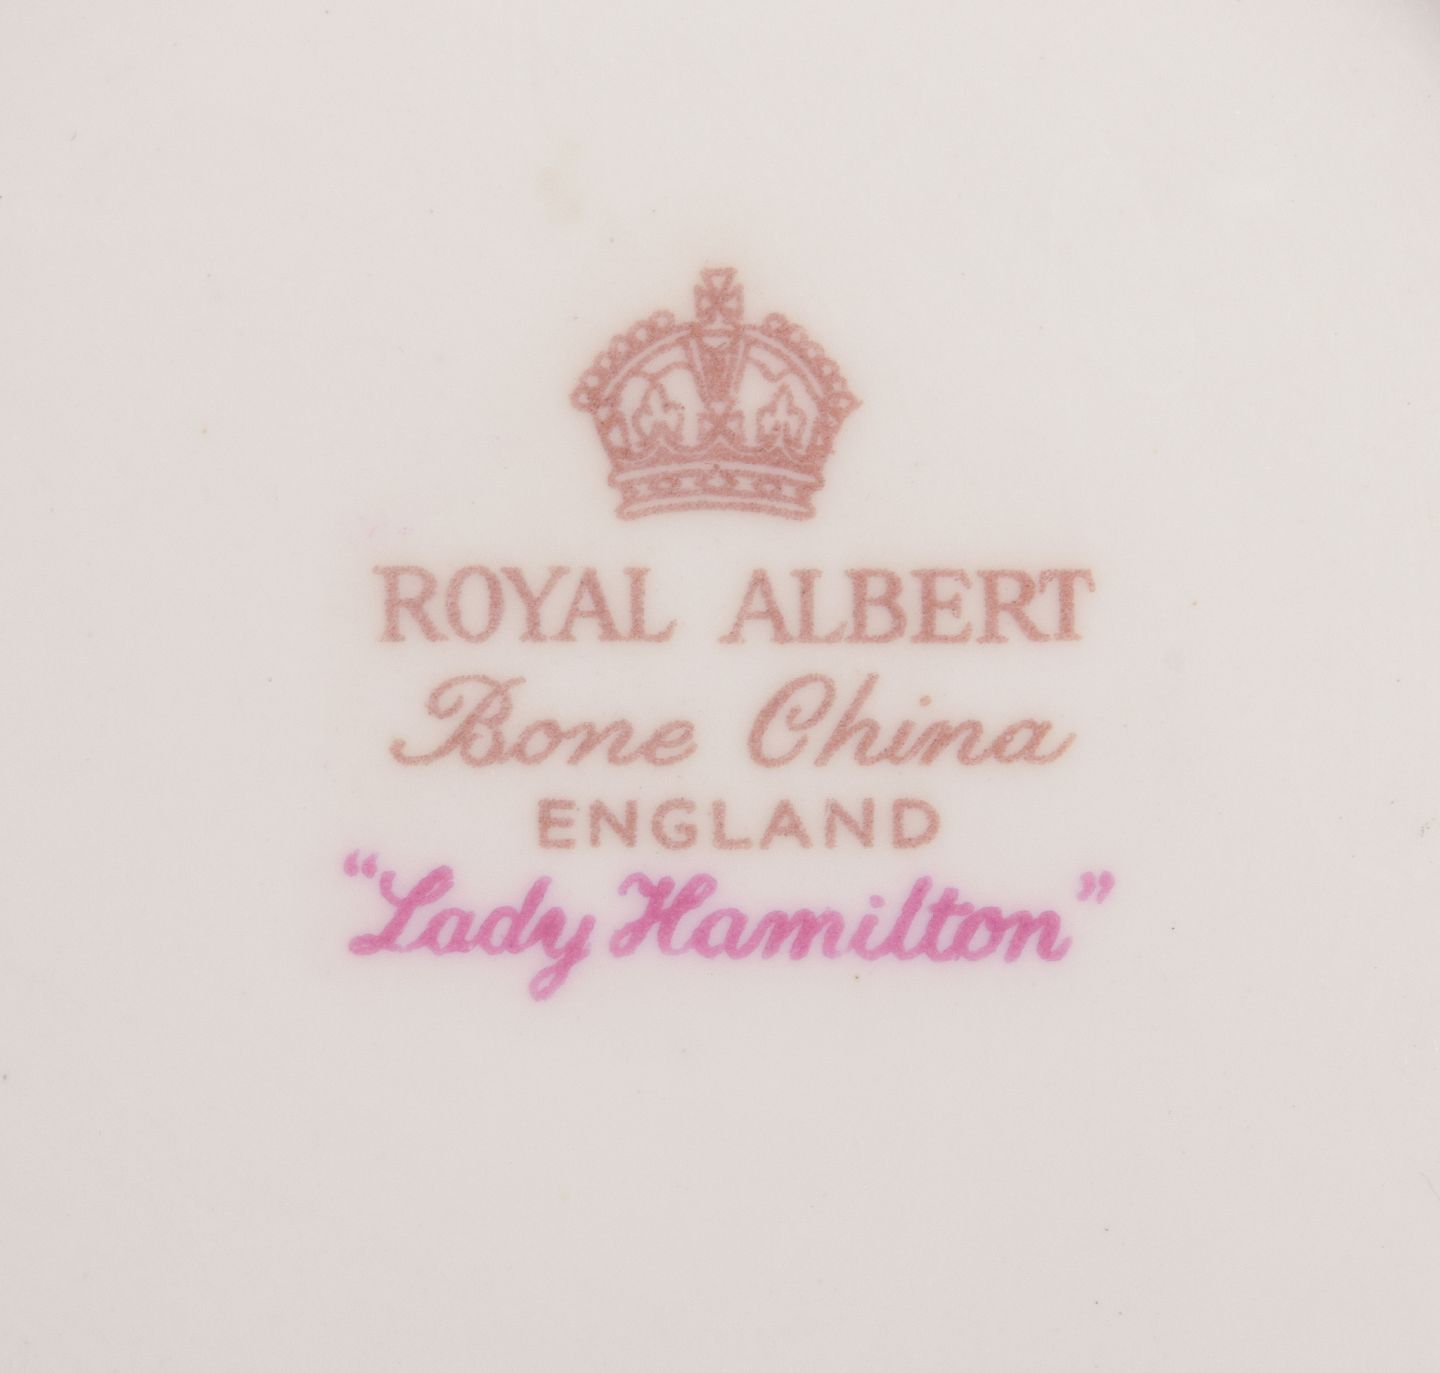 ROYAL ALBERT
Bone China
ENGLAND
“Lady Hamilton”